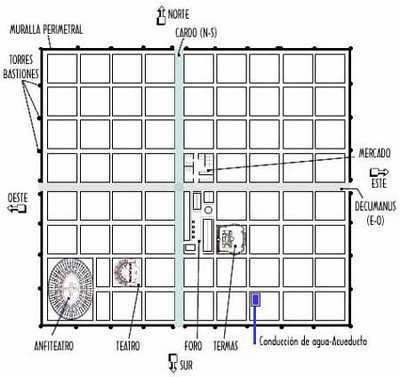 NORTE
MURALLA PERIMETRAL
CARDO (N-S)
TORRES
BASTIONES
MERCADO
ESTE
OESTE
DECUMANUS
(E-O)
ANFITEATRO
TEATRO
FORO
TERMAS
Conducción de agua-Acueducto
SUR